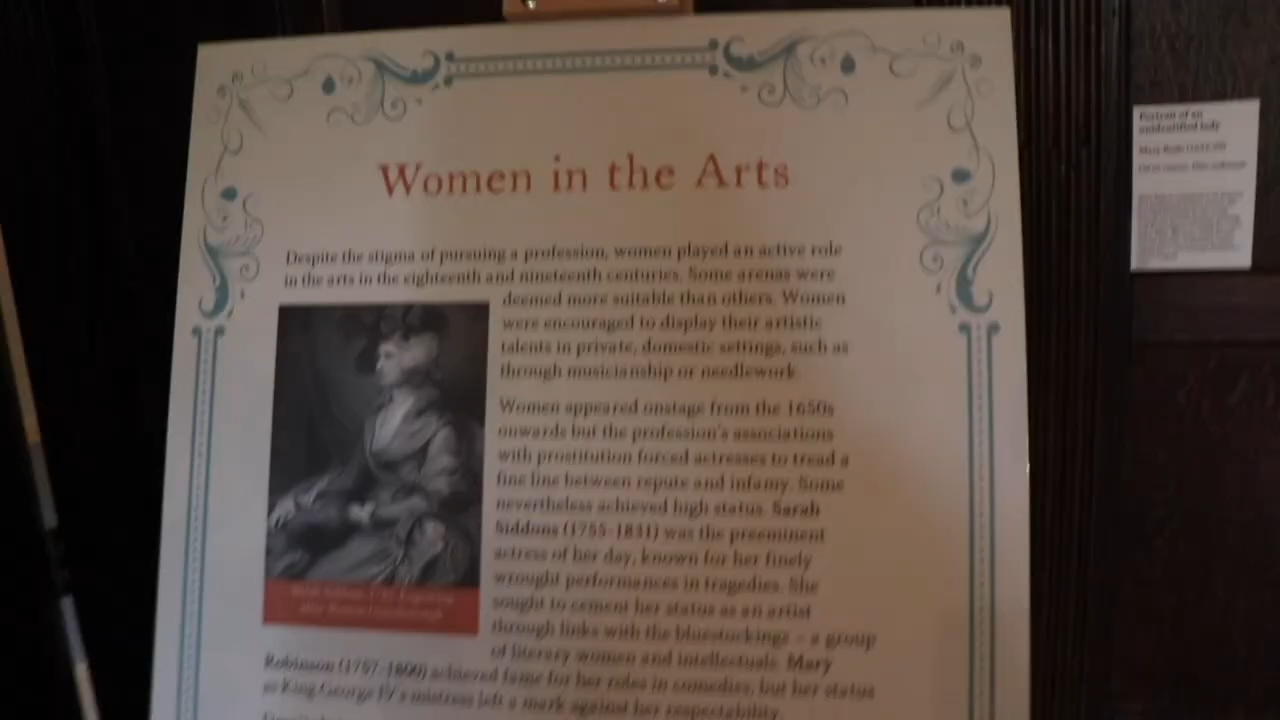 Women in the Arts
Despite the stigma of pursuing a profession, women played an active role
in the arts in the eighteenth and nineteenth centuries. Some arenas were
deemed more suitable than others. Women
were encouraged to display their artistic
talents in private, domestic settings, such as
through musicianship or needlework.
Women appeared onstage from the 1650s
onwards but the profession's associations
with prostitution forced actresses to tread a
fine line between repute and infamy. Some
nevertheless achieved high status. Sarah
Siddons (1755-1831) was the preeminent
actress of her day, known for her finely
wrought performances in tragedies. She
sought to cement her status as an artist
through links with the bluestockings – a group
of literary women and intellectuals. Mary
Robinson (1757-1800) achieved fame for her roles in comedies, but her status
as King George IV's mistress left a mark against her respectability.
Portrait of an
unidentified lady